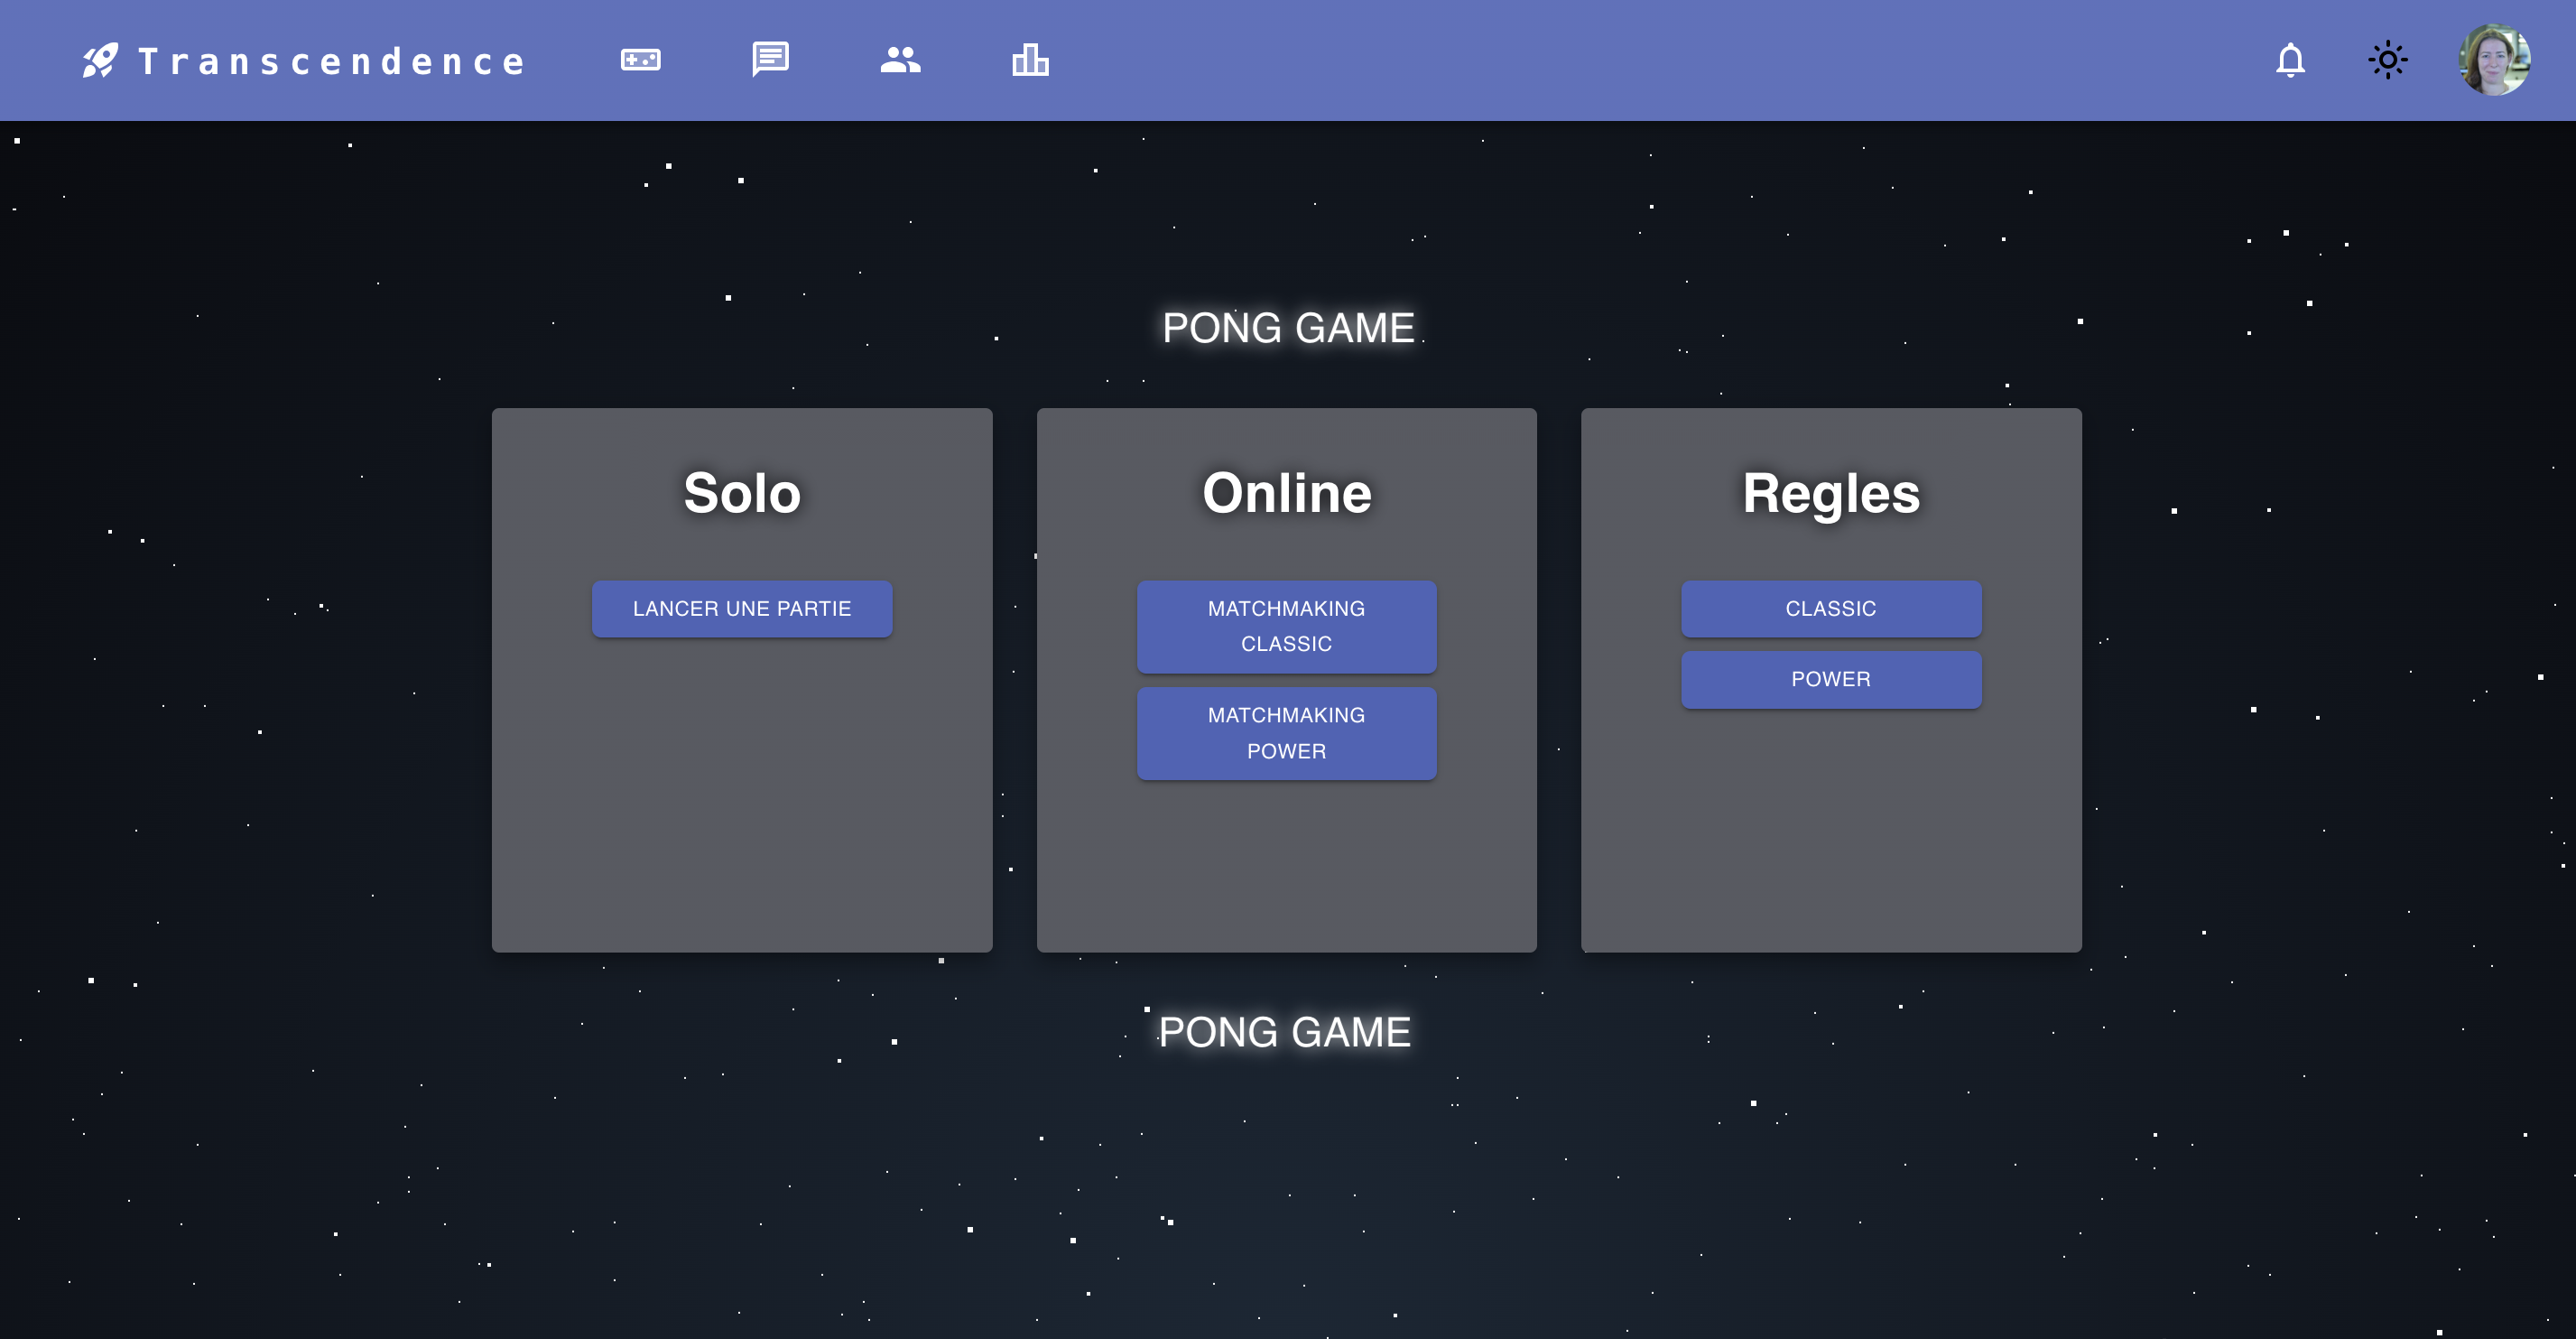 Transcendence
PONG GAME
Solo
LANCER UNE PARTIE
Online
MATCHMAKING
CLASSIC
MATCHMAKING
POWER
Regles
CLASSIC
POWER
PONG GAME